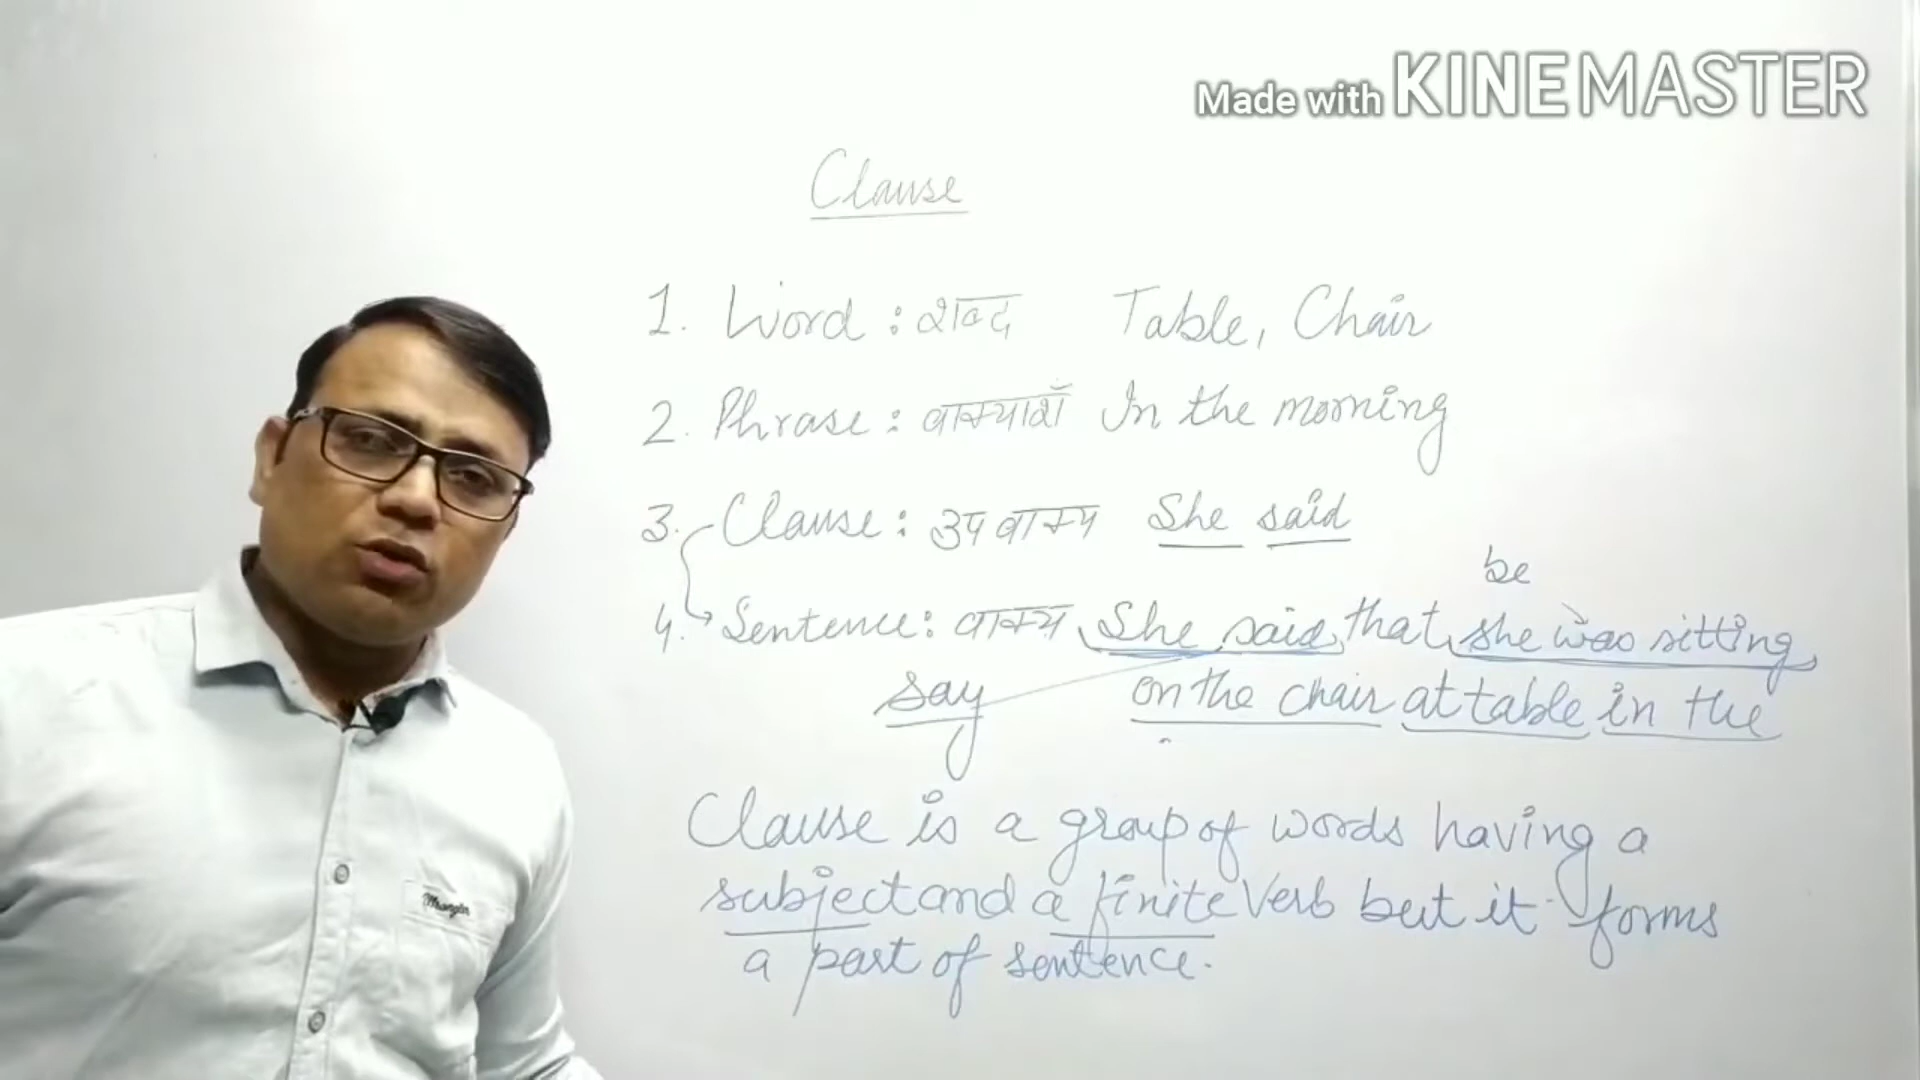 Made with KINEMASTER
Clause
1. Word : शब्द Table, Chair
2. Phrase : वाक्यांश In the morning
3. Clause : उपवाक्य She said
be
4. Sentence : वाक्य She said that she was sitting
say on the chair at table in the
Clause is a group of words having a
subject and a finite Verb but it forms
a part of sentence.